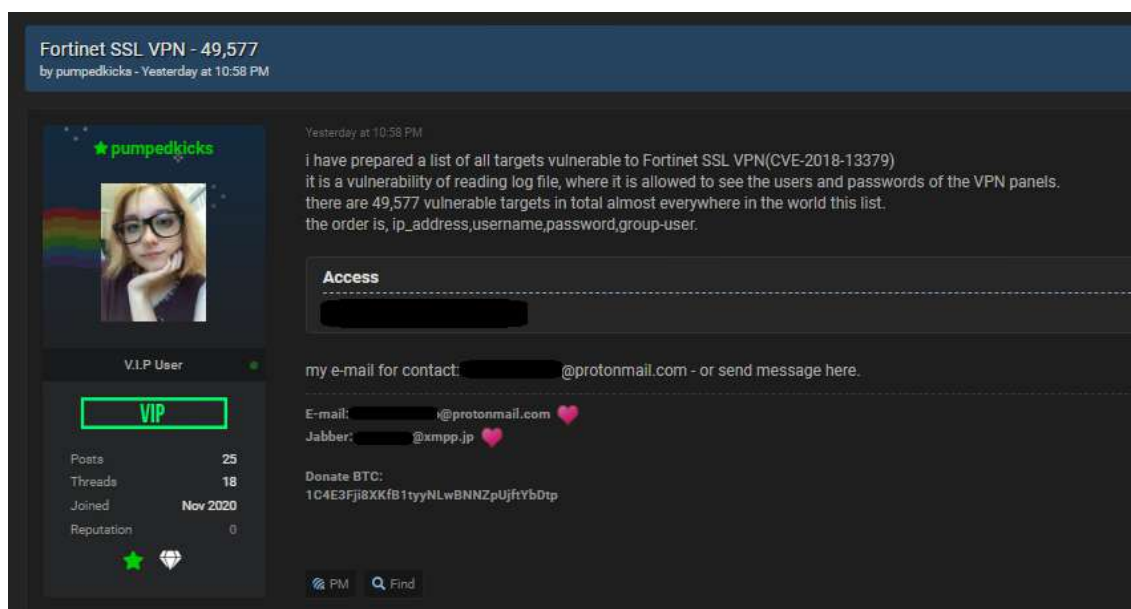 Fortinet SSL VPN - 49,577
by pumpedkicks - Yesterday at 10:58 PM
pumpedkicks
V.I.P User
VIP
Posts 25
Threads 18
Joined Nov 2020
Reputation 0
Yesterday at 10:58 PM
i have prepared a list of all targets vulnerable to Fortinet SSL VPN(CVE-2018-13379)
it is a vulnerability of reading log file, where it is allowed to see the users and passwords of the VPN panels.
there are 49,577 vulnerable targets in total almost everywhere in the world this list.
the order is, ip_address,username,password,group-user.
Access
my e-mail for contact: @protonmail.com - or send message here.
E-mail: @protonmail.com
Jabber: @xmpp.jp
Donate BTC:
1C4E3Fji8XKfB1tyyNLwBNNZpUjftYbDtp
PM Find